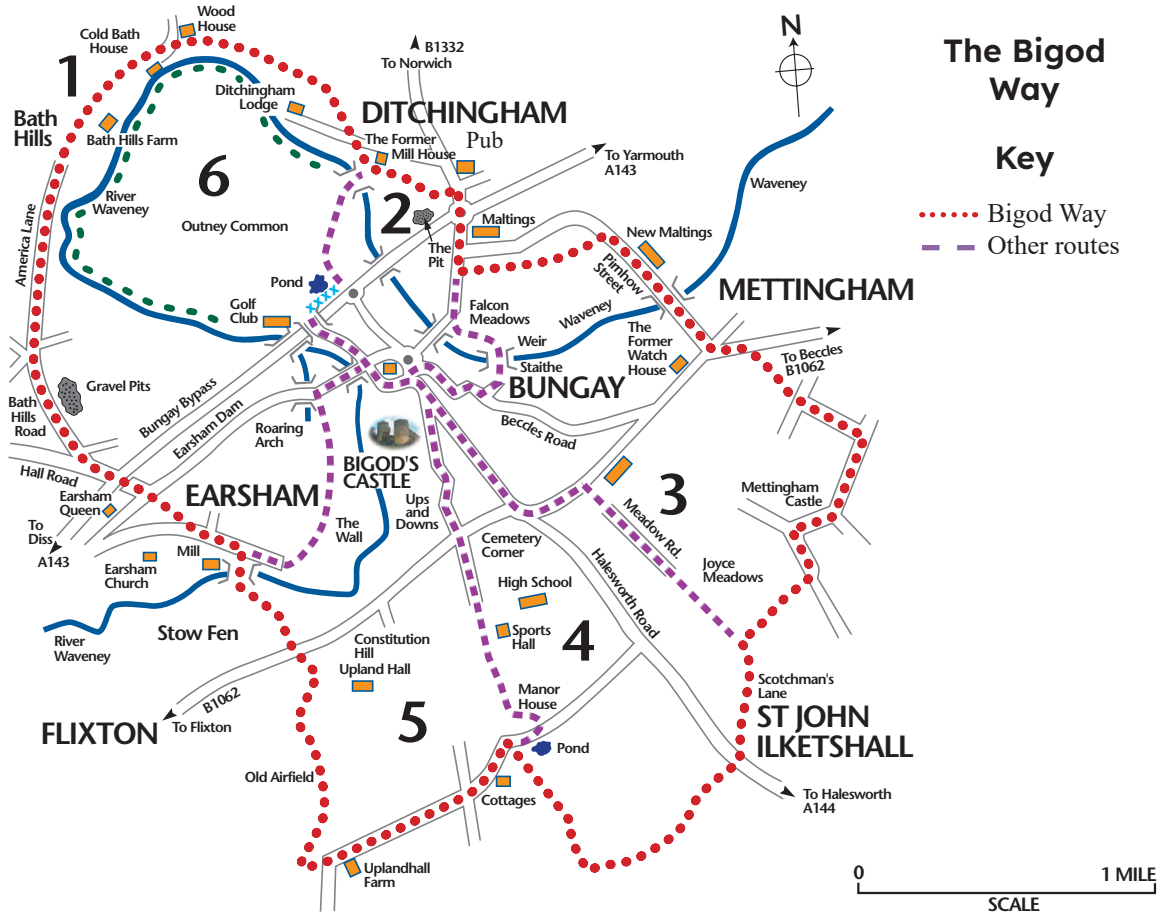 The Bigod
Way
Key
Bigod Way
Other routes
N
Wood
House
Cold Bath
House
1
Bath
Hills
Bath Hills Farm
B1332
To Norwich
Ditchingham
Lodge
DITCHINGHAM
The Former
Mill House
Pub
To Yarmouth
A143
6
River
Waveney
Outney Common
2
Maltings
The
Pit
New Maltings
Waveney
America Lane
Pirnhow
Street
METTINGHAM
Pond
Golf
Club
Falcon
Meadows
Waveney
Weir
Staithe
The
Former
Watch
House
To Beccles
B1062
Gravel Pits
BUNGAY
Bath
Hills
Road
Bungay Bypass
Earsham Dam
Roaring
Arch
Beccles Road
BIGOD'S
CASTLE
Hall Road
Earsham
Queen
EARSHAM
Ups
and
Downs
3
Mettingham
Castle
To
Diss
A143
The
Wall
Meadow Rd.
Cemetery
Corner
Earsham
Church
Mill
Joyce
Meadows
High School
Halesworth Road
River
Waveney
Stow Fen
Constitution
Hill
Sports
Hall
4
Upland Hall
Scotchman's
Lane
Manor
House
B1062
To Flixton
FLIXTON
5
ST JOHN
ILKETSHALL
Pond
Old Airfield
Cottages
To Halesworth
A144
Uplandhall
Farm
0
1 MILE
SCALE